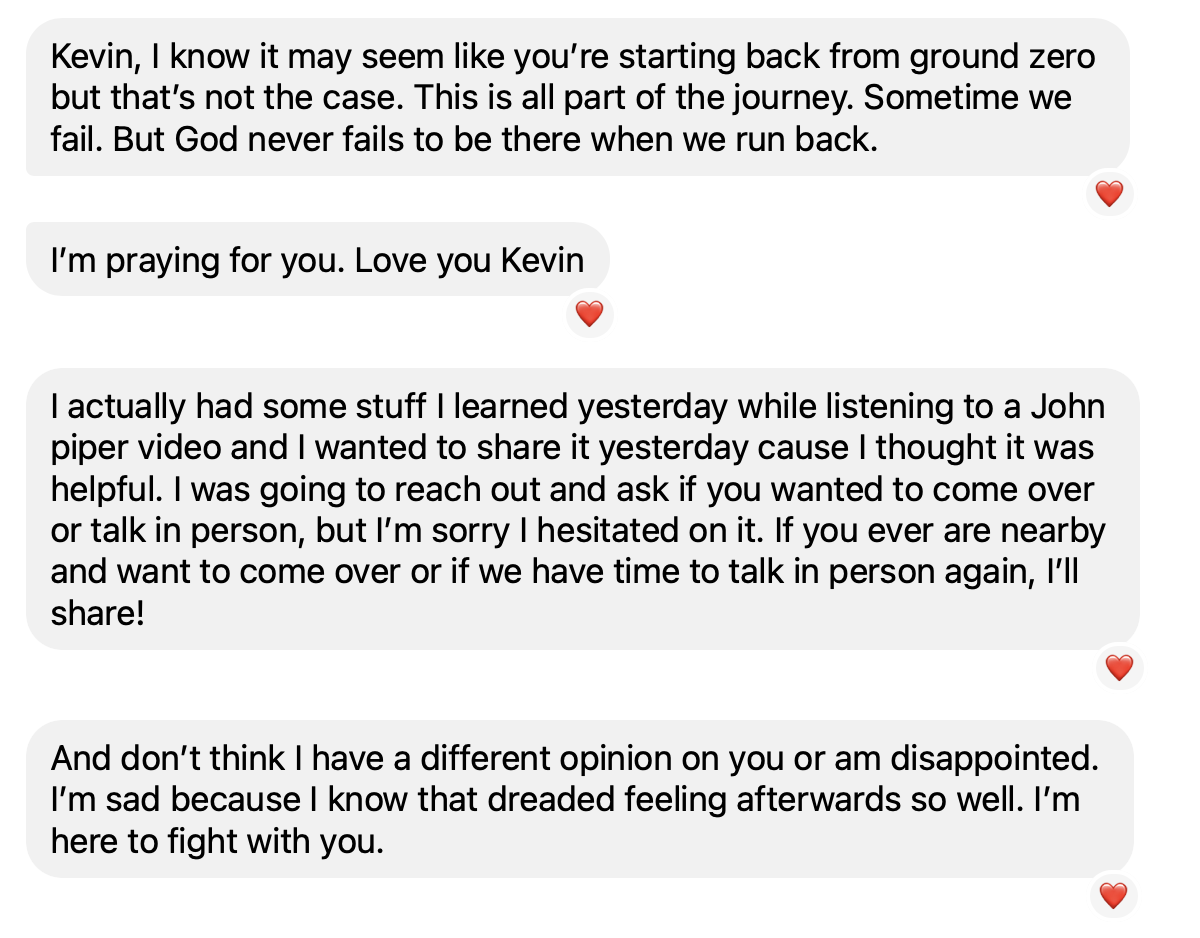 Kevin, I know it may seem like you’re starting back from ground zero
but that’s not the case. This is all part of the journey. Sometime we
fail. But God never fails to be there when we run back.
I’m praying for you. Love you Kevin
I actually had some stuff I learned yesterday while listening to a John
piper video and I wanted to share it yesterday cause I thought it was
helpful. I was going to reach out and ask if you wanted to come over
or talk in person, but I’m sorry I hesitated on it. If you ever are nearby
and want to come over or if we have time to talk in person again, I’ll
share!
And don’t think I have a different opinion on you or am disappointed.
I’m sad because I know that dreaded feeling afterwards so well. I’m
here to fight with you.